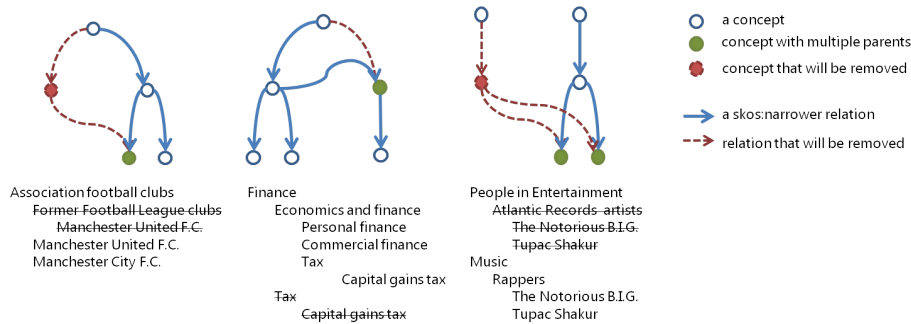 a concept
concept with multiple parents
concept that will be removed
a skos:narrower relation
relation that will be removed
Association football clubs
Former Football League clubs
Manchester United F.C.
Manchester United F.C.
Manchester City F.C.
Finance
Economics and finance
Personal finance
Commercial finance
Tax
Capital gains tax
Tax
Capital gains tax
People in Entertainment
Atlantic Records artists
The Notorious B.I.G.
Tupac Shakur
Music
Rappers
The Notorious B.I.G.
Tupac Shakur